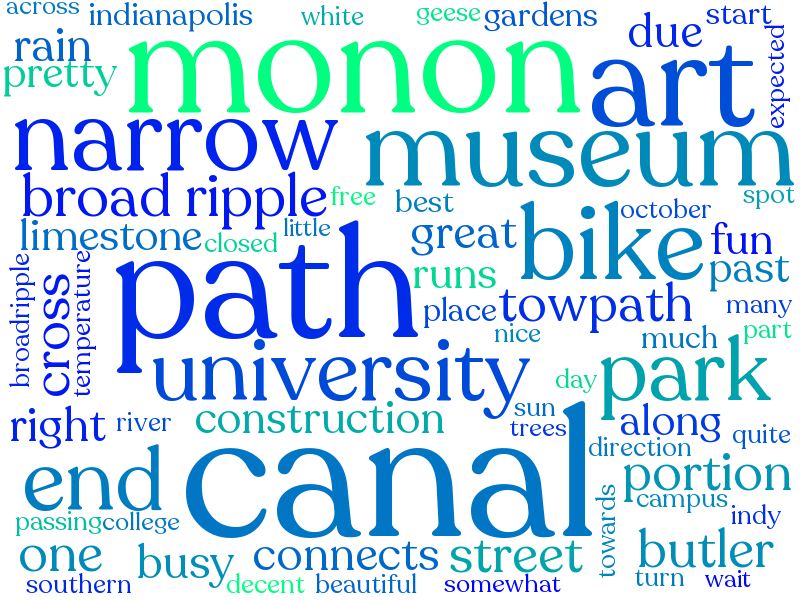 across
indianapolis
white
geese
gardens
start
rain
due
expected
pretty
monon
art
narrow
museum
broad ripple
free
best
spot
october
limestone
closed
little
great
bike
fun
past
runs
broadripple
cross
temperature
path
place
towpath
many
nice
much
part
university
day
park
right
river
construction
sun
trees
along
quite
direction
end
canal
portion
campus
passing
college
indy
towards
one
busy
connects
street
butler
southern
decent
beautiful
somewhat
turn
wait